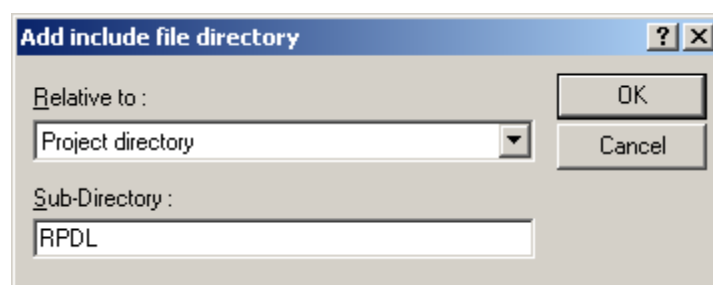 Add include file directory
Relative to :
OK
Project directory
Cancel
Sub-Directory :
RPDL